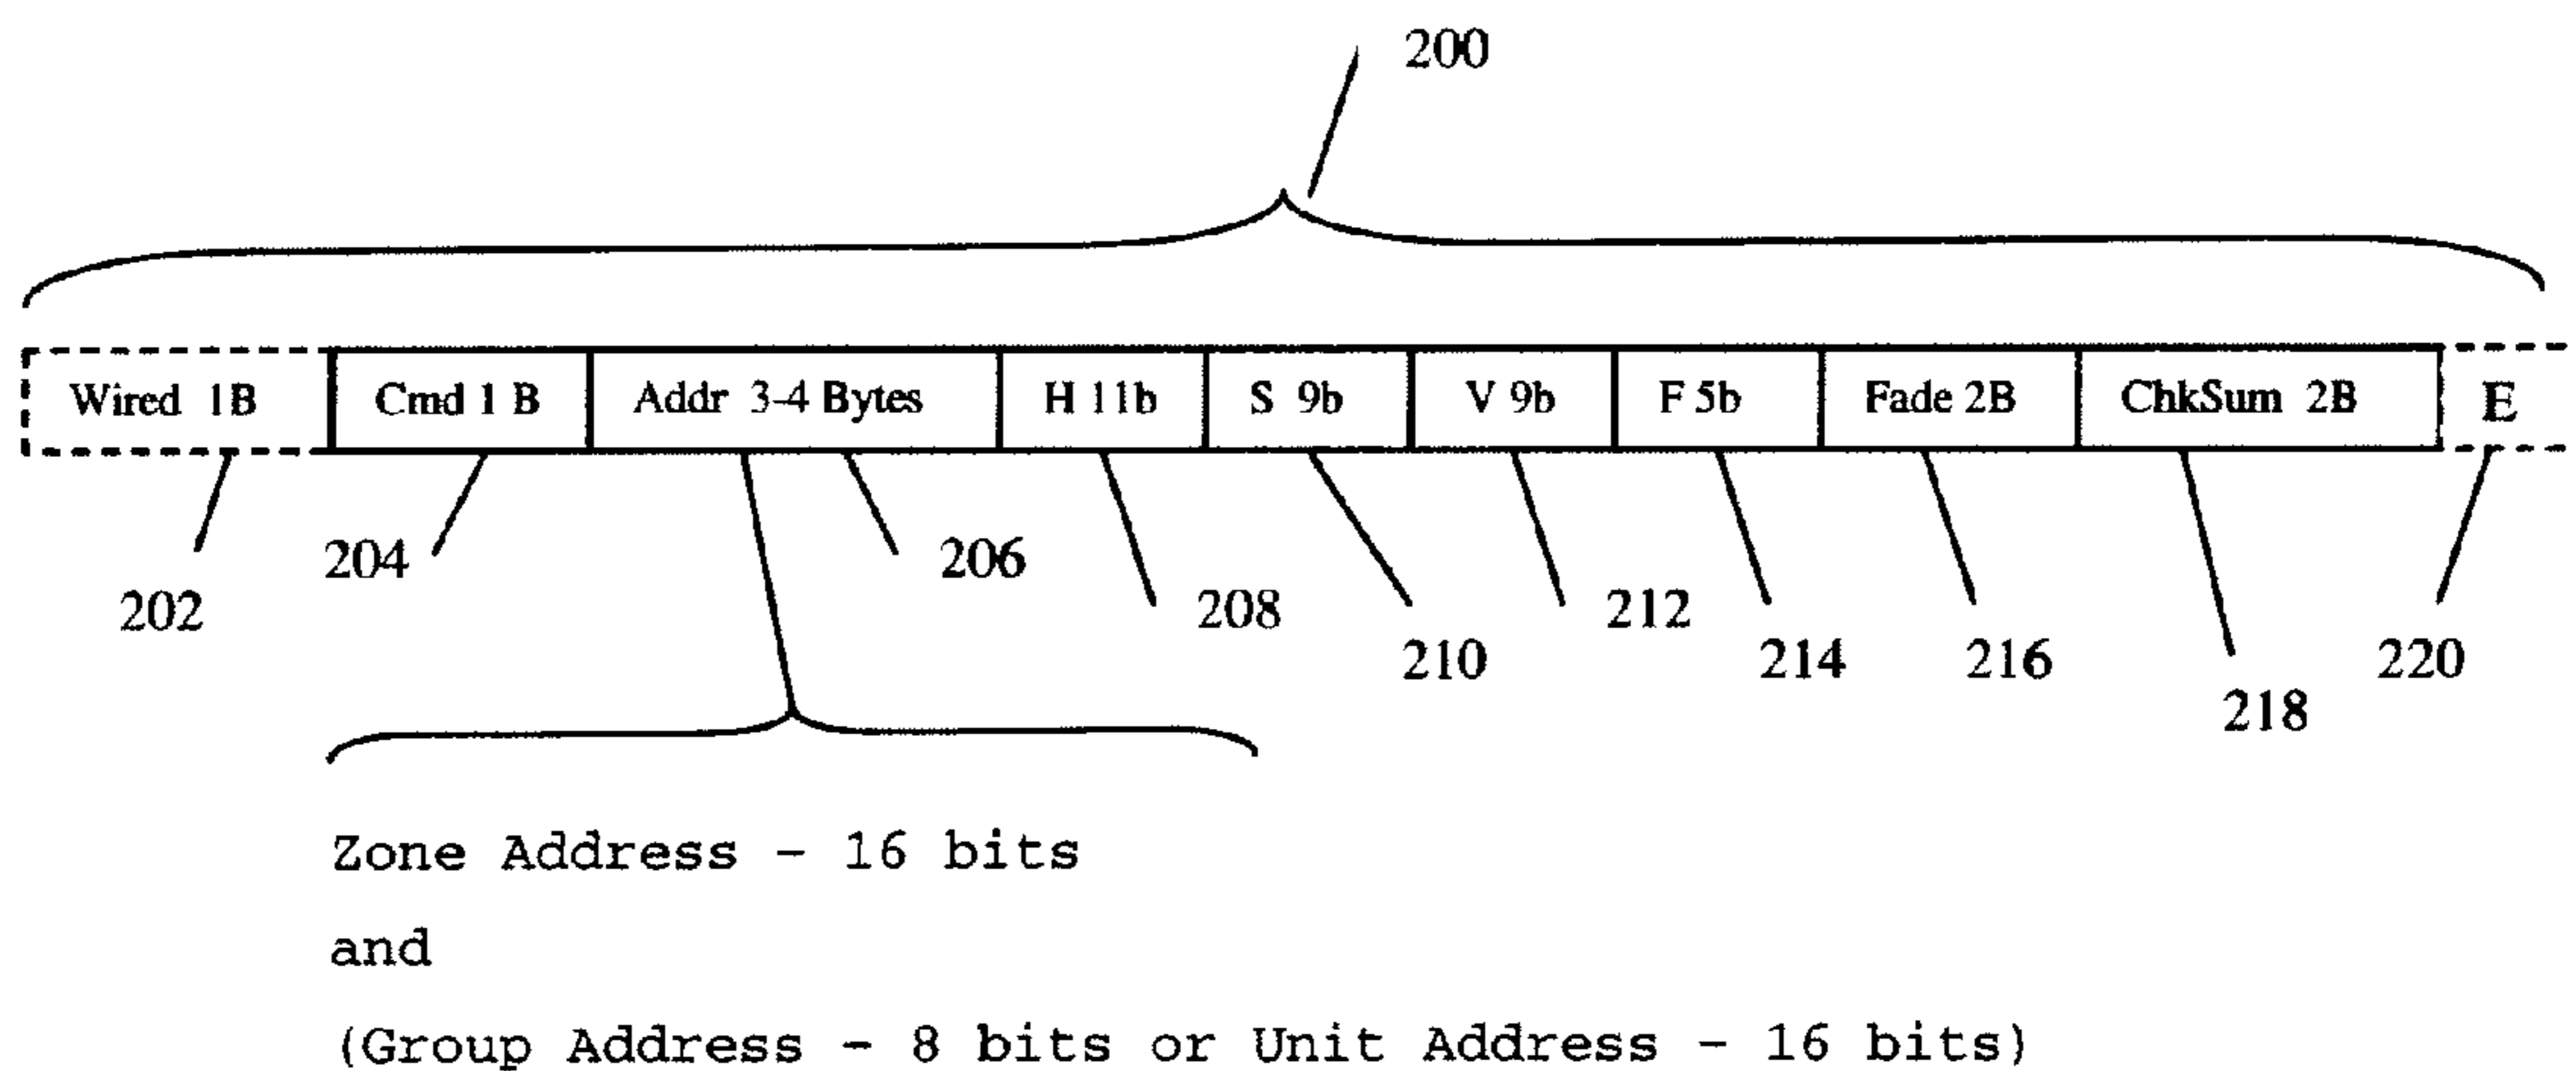 200
Wired 1B Cmd 1 B Addr 3-4 Bytes H 11b S 9b V 9b F 5b Fade 2B ChkSum 2B E
202 204 206 208 210 212 214 216 218 220
Zone Address - 16 bits
and
(Group Address - 8 bits or Unit Address - 16 bits)